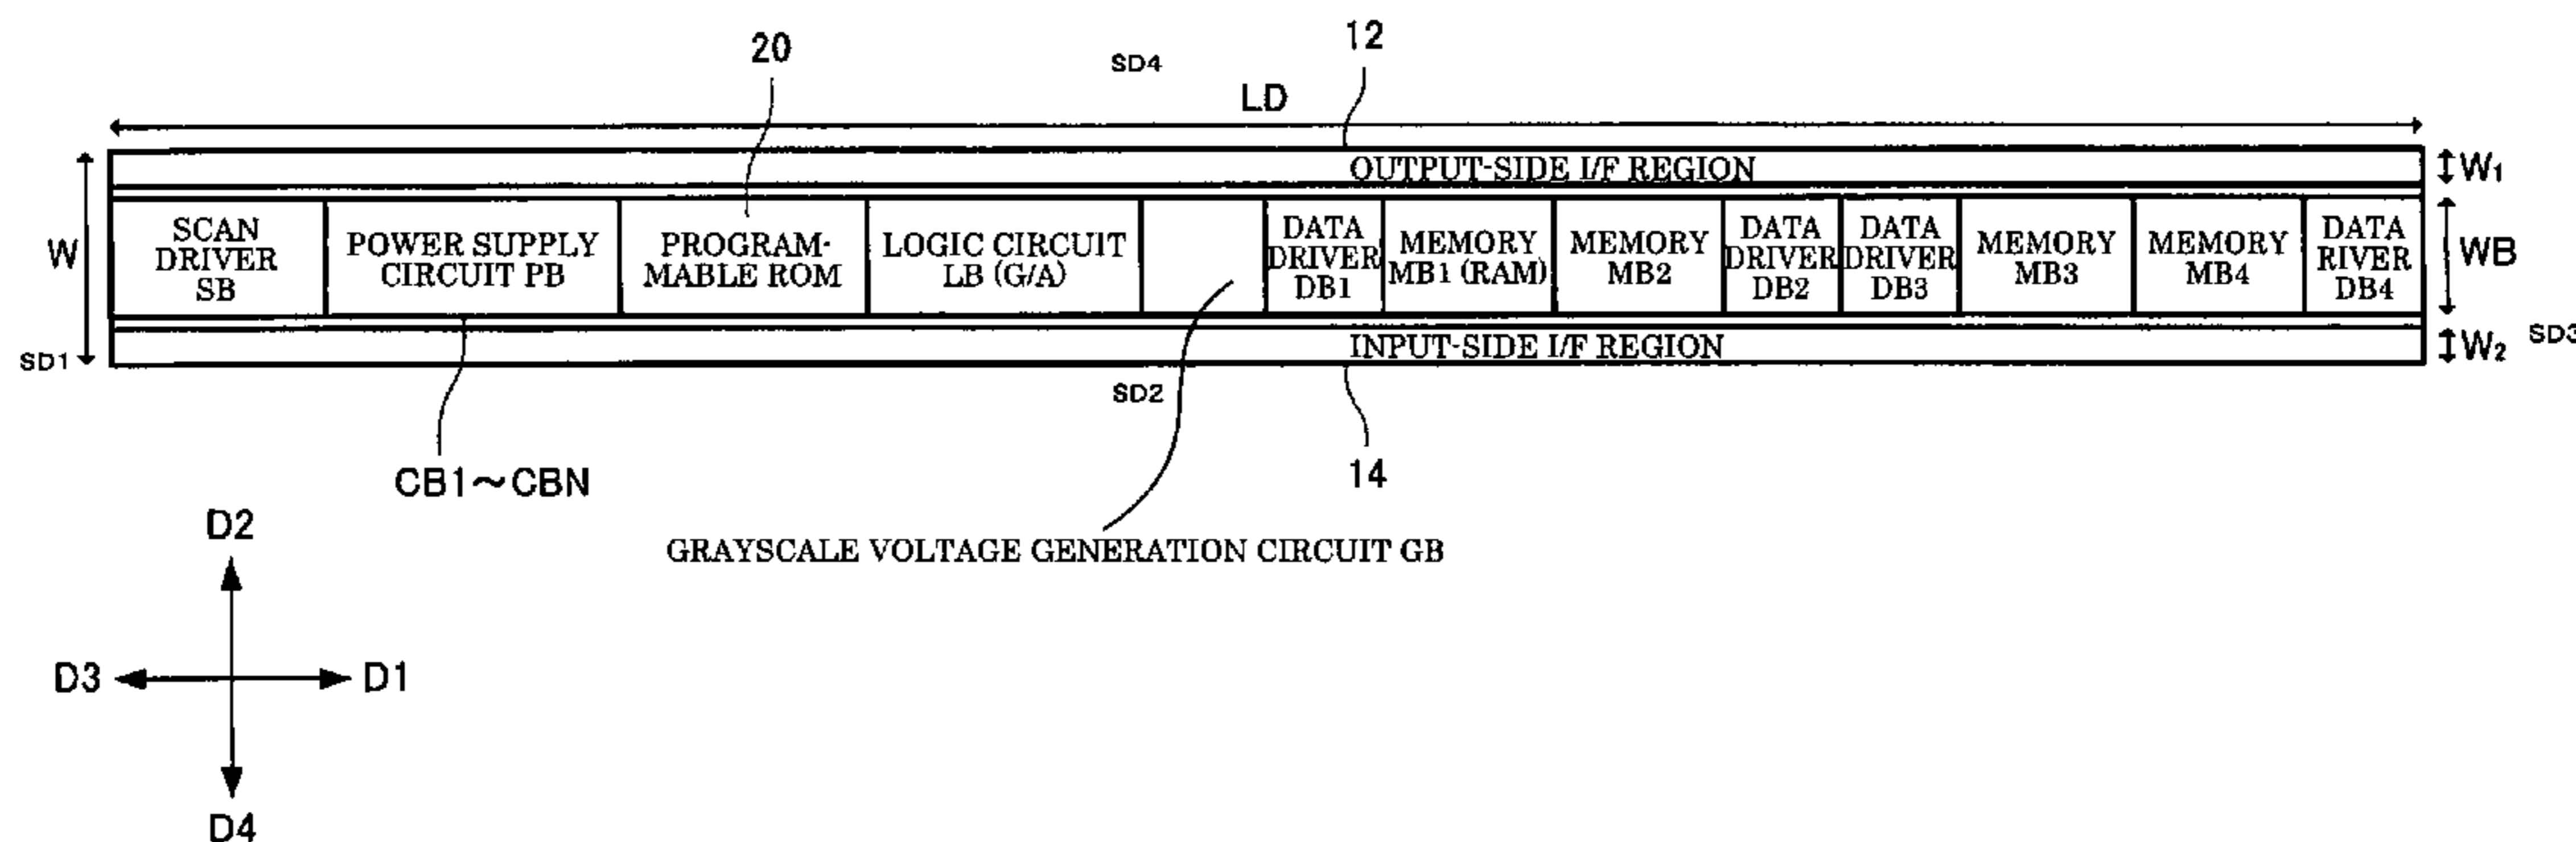 20
SD4
12
LD
OUTPUT-SIDE I/F REGION
W1
W
SCAN
DRIVER
SB
POWER SUPPLY
CIRCUIT PB
PROGRAM-
MABLE ROM
LOGIC CIRCUIT
LB (G/A)
DATA
DRIVER
DB1
MEMORY
MB1 (RAM)
MEMORY
MB2
DATA
DRIVER
DB2
DATA
DRIVER
DB3
MEMORY
MB3
MEMORY
MB4
DATA
RIVER
DB4
WB
SD1
INPUT-SIDE I/F REGION
W2
SD3
SD2
CB1~CBN
14
GRAYSCALE VOLTAGE GENERATION CIRCUIT GB
D2
D3
D1
D4